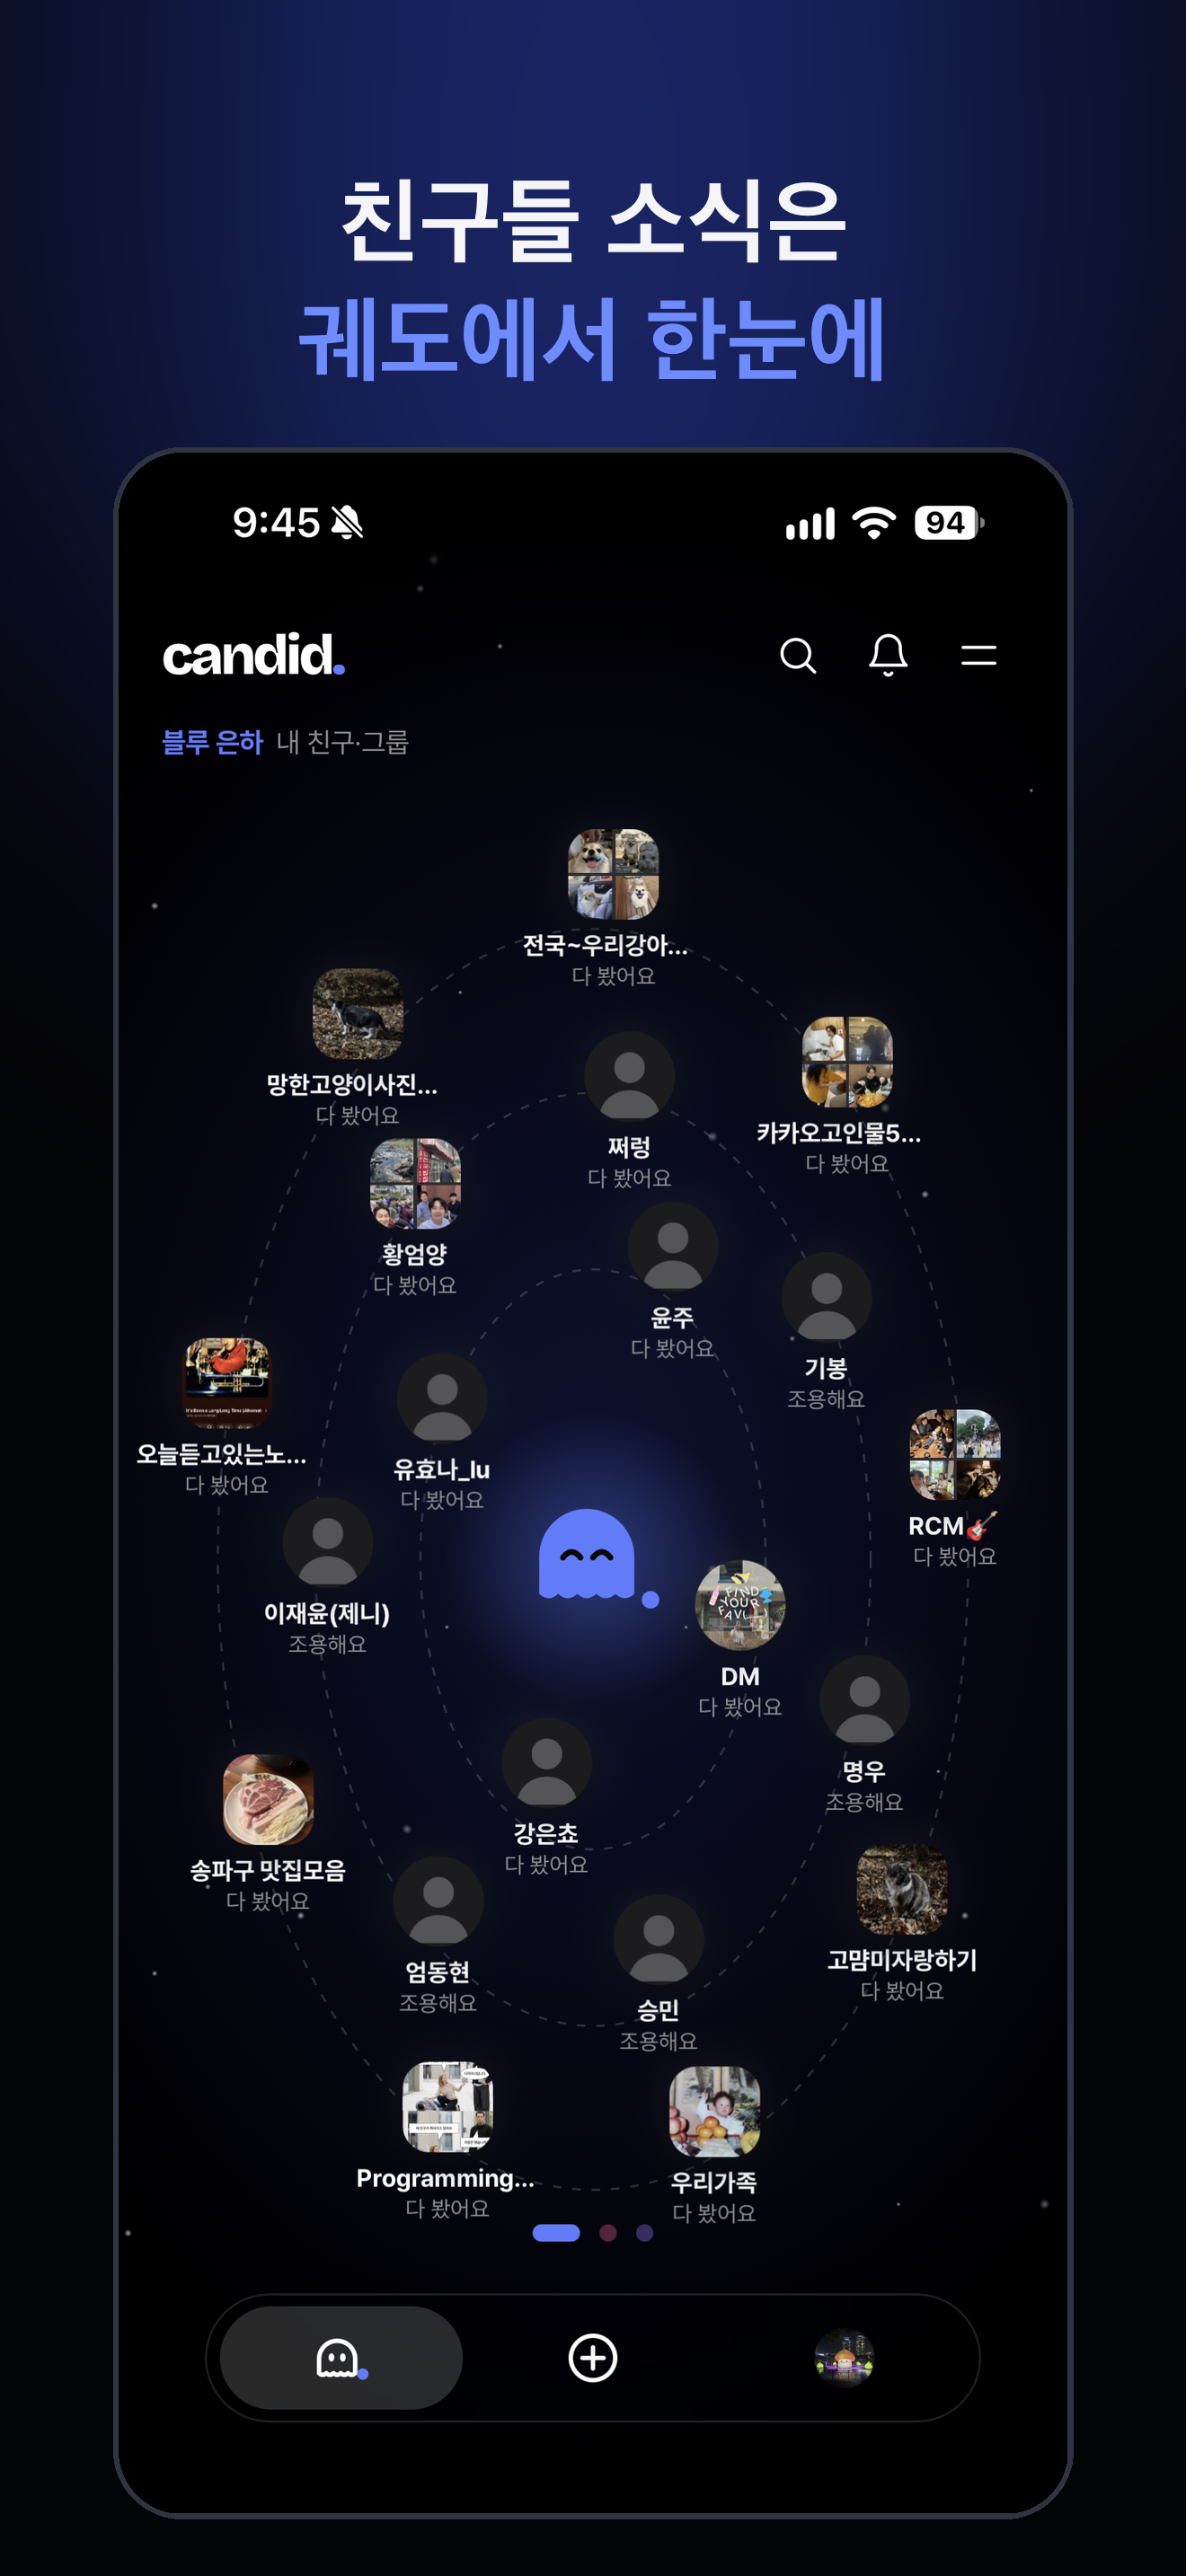 친구들 소식은
궤도에서 한눈에
9:45
94
candid.
블루 은하 내 친구·그룹
전국~우리강아...
다 봤어요
망한고양이사진...
다 봤어요
카카오고인물5...
다 봤어요
쩌렁
다 봤어요
황엄양
다 봤어요
윤주
다 봤어요
기봉
조용해요
오늘듣고있는노...
다 봤어요
유효나_lu
다 봤어요
RCM🎸
다 봤어요
이재윤(제니)
조용해요
FIND
YOUR
DM
다 봤어요
명우
조용해요
강은쵸
다 봤어요
송파구 맛집모음
다 봤어요
고먐미자랑하기
다 봤어요
엄동현
조용해요
승민
조용해요
Programming...
다 봤어요
우리가족
다 봤어요